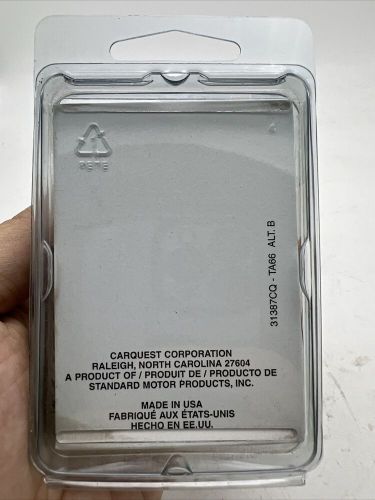 PETE
31387CQ - TA66 ALT. B
CARQUEST CORPORATION
RALEIGH, NORTH CAROLINA 27604
A PRODUCT OF / PRODUIT DE / PRODUCTO DE
STANDARD MOTOR PRODUCTS, INC.
MADE IN USA
FABRIQUÉ AUX ÉTATS-UNIS
HECHO EN EE.UU.